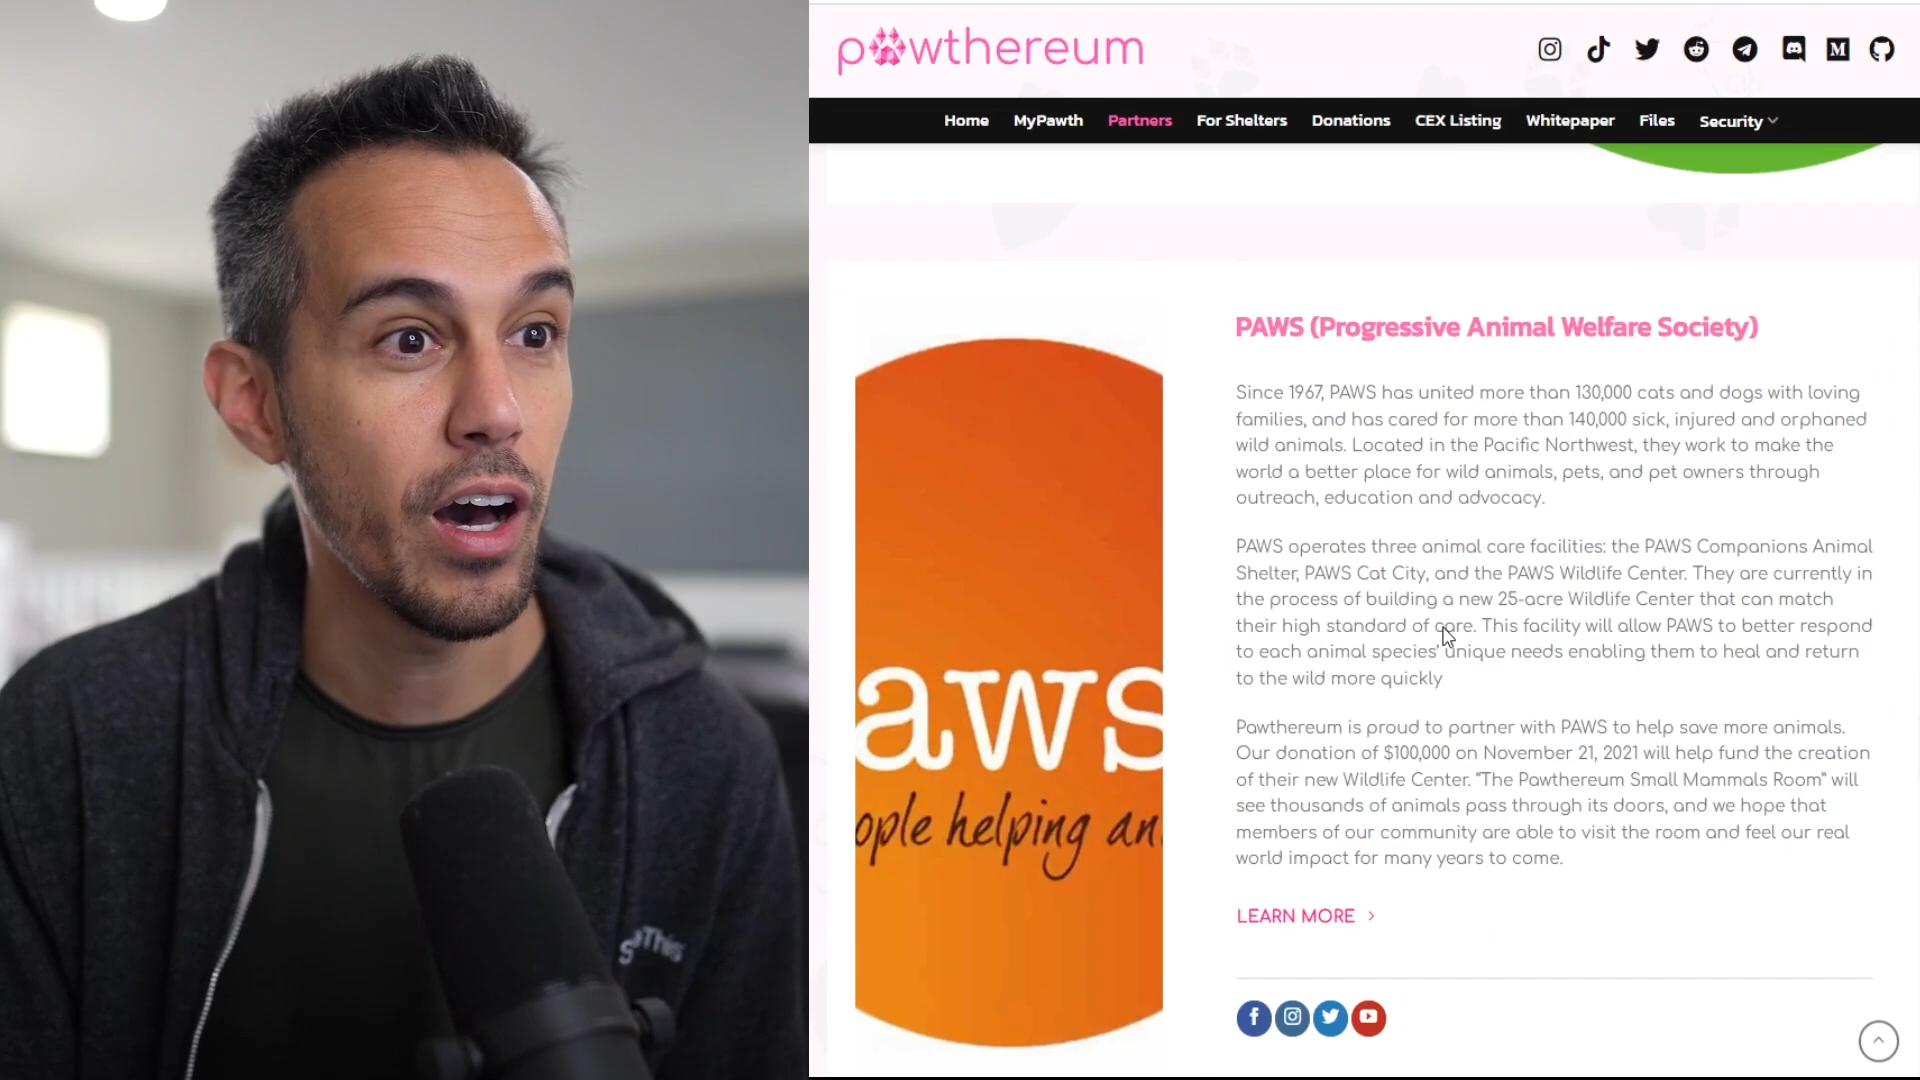 pawthereum
Home MyPawth Partners For Shelters Donations CEX Listing Whitepaper Files Security
PAWS (Progressive Animal Welfare Society)
Since 1967, PAWS has united more than 130,000 cats and dogs with loving
families, and has cared for more than 140,000 sick, injured and orphaned
wild animals. Located in the Pacific Northwest, they work to make the
world a better place for wild animals, pets, and pet owners through
outreach, education and advocacy.
PAWS operates three animal care facilities: the PAWS Companions Animal
Shelter, PAWS Cat City, and the PAWS Wildlife Center. They are currently in
the process of building a new 25-acre Wildlife Center that can match
their high standard of care. This facility will allow PAWS to better respond
to each animal species' unique needs enabling them to heal and return
to the wild more quickly
Pawthereum is proud to partner with PAWS to help save more animals.
Our donation of $100,000 on November 21, 2021 will help fund the creation
of their new Wildlife Center. “The Pawthereum Small Mammals Room” will
see thousands of animals pass through its doors, and we hope that
members of our community are able to visit the room and feel our real
world impact for many years to come.
LEARN MORE
aws
ople helping an